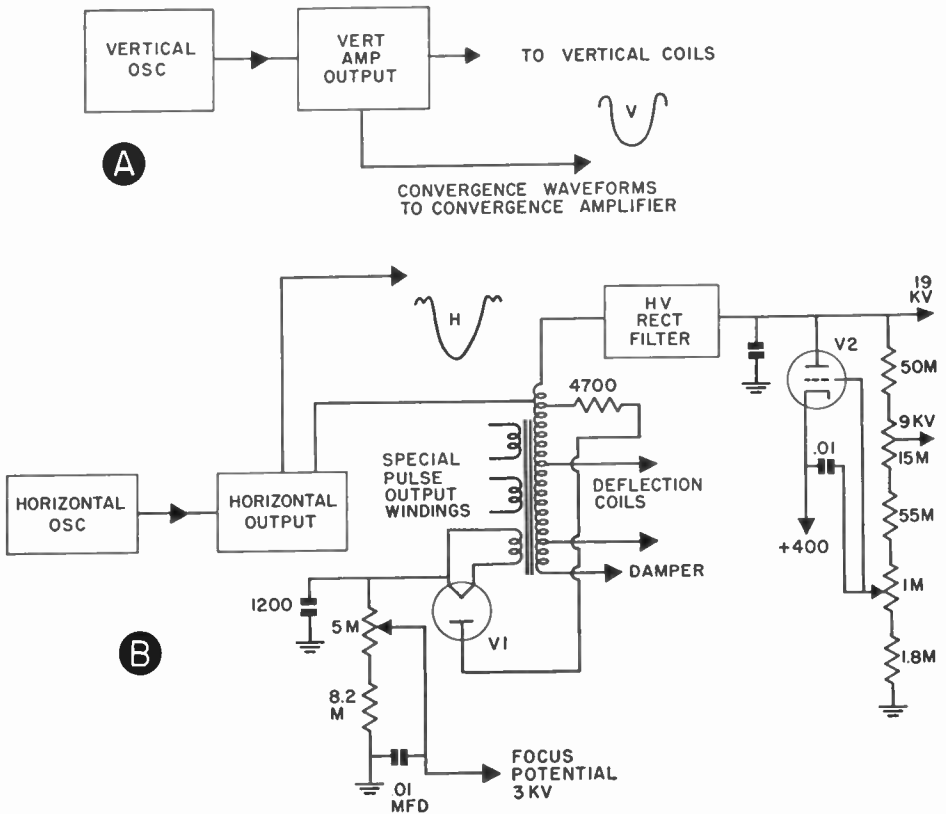 VERTICAL
OSC
VERT
AMP
OUTPUT
TO VERTICAL COILS
V
A
CONVERGENCE WAVEFORMS
TO CONVERGENCE AMPLIFIER
19
KV
H
HV
RECT
FILTER
V2
50M
4700
9KV
.01
15M
SPECIAL
PULSE
OUTPUT
WINDINGS
DEFLECTION
COILS
HORIZONTAL
OSC
HORIZONTAL
OUTPUT
55M
+400
DAMPER
1M
1200
5M
V1
B
1.8M
8.2
M
FOCUS
POTENTIAL
3KV
.01
MFD